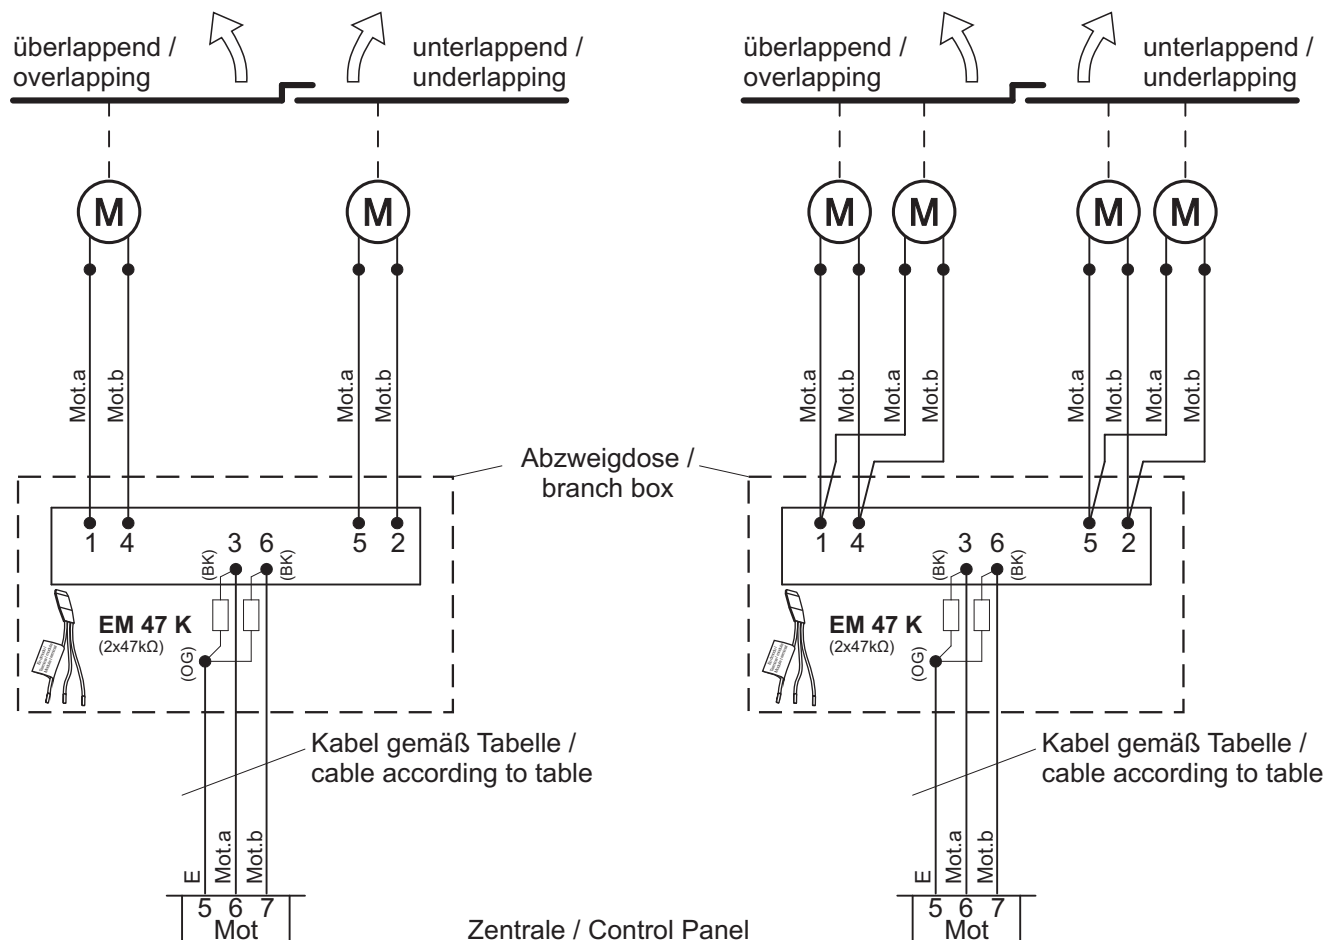 überlappend /
overlapping
unterlappend /
underlapping
überlappend /
overlapping
unterlappend /
underlapping
M
M
M
M
M
M
Mot.a
Mot.b
Mot.a
Mot.b
Mot.a
Mot.b
Mot.a
Mot.b
Mot.a
Mot.b
Mot.a
Mot.b
Abzweigdose /
branch box
1 4
3 6
5 2
(BK)
(BK)
EM 47 K
(2x47kΩ)
(OG)
1 4
3 6
5 2
(BK)
(BK)
EM 47 K
(2x47kΩ)
(OG)
Kabel gemäß Tabelle /
cable according to table
Kabel gemäß Tabelle /
cable according to table
E
Mot.a
Mot.b
5 6 7
Mot
Zentrale / Control Panel
E
Mot.a
Mot.b
5 6 7
Mot